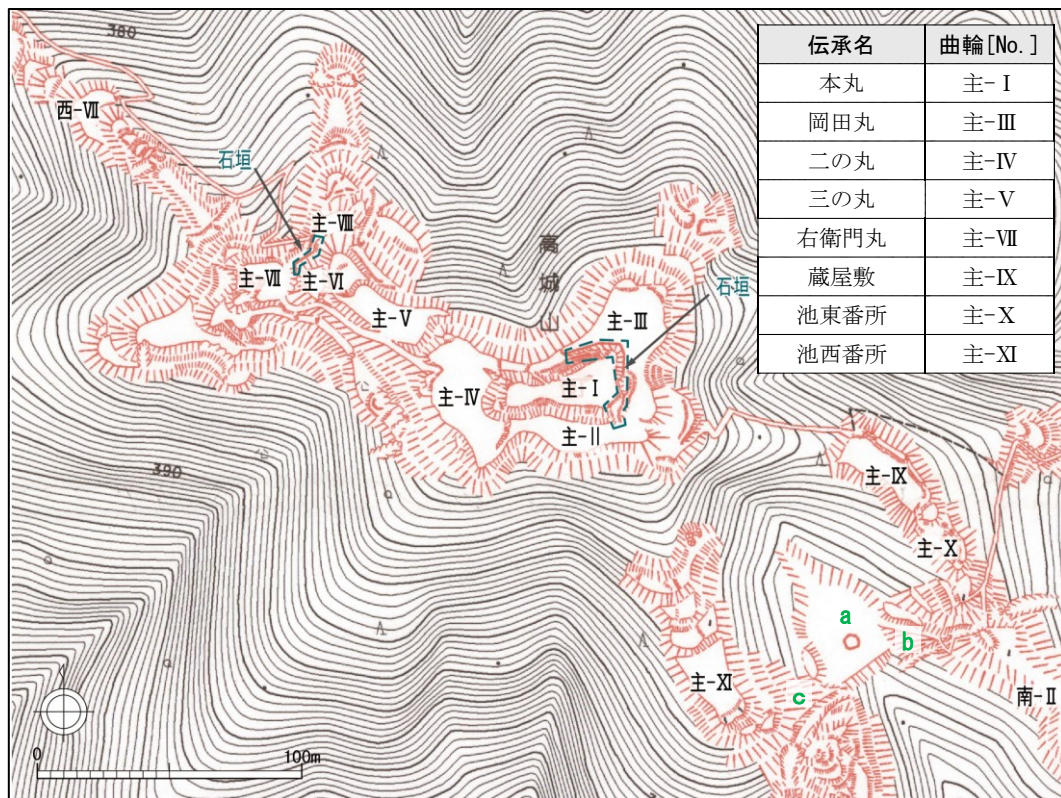 伝承名 曲輪[No.]
本丸 主-Ⅰ
岡田丸 主-Ⅲ
二の丸 主-Ⅳ
三の丸 主-Ⅴ
右衛門丸 主-Ⅶ
蔵屋敷 主-Ⅸ
池東番所 主-Ⅹ
池西番所 主-Ⅺ
380
西-Ⅶ
石垣
主-Ⅷ
主-Ⅶ
主-Ⅵ
主-Ⅴ
高城山
主-Ⅲ
石垣
主-Ⅰ
主-Ⅳ
主-Ⅱ
390
主-Ⅸ
主-Ⅹ
a
b
主-Ⅺ
c
南-Ⅱ
0 100m